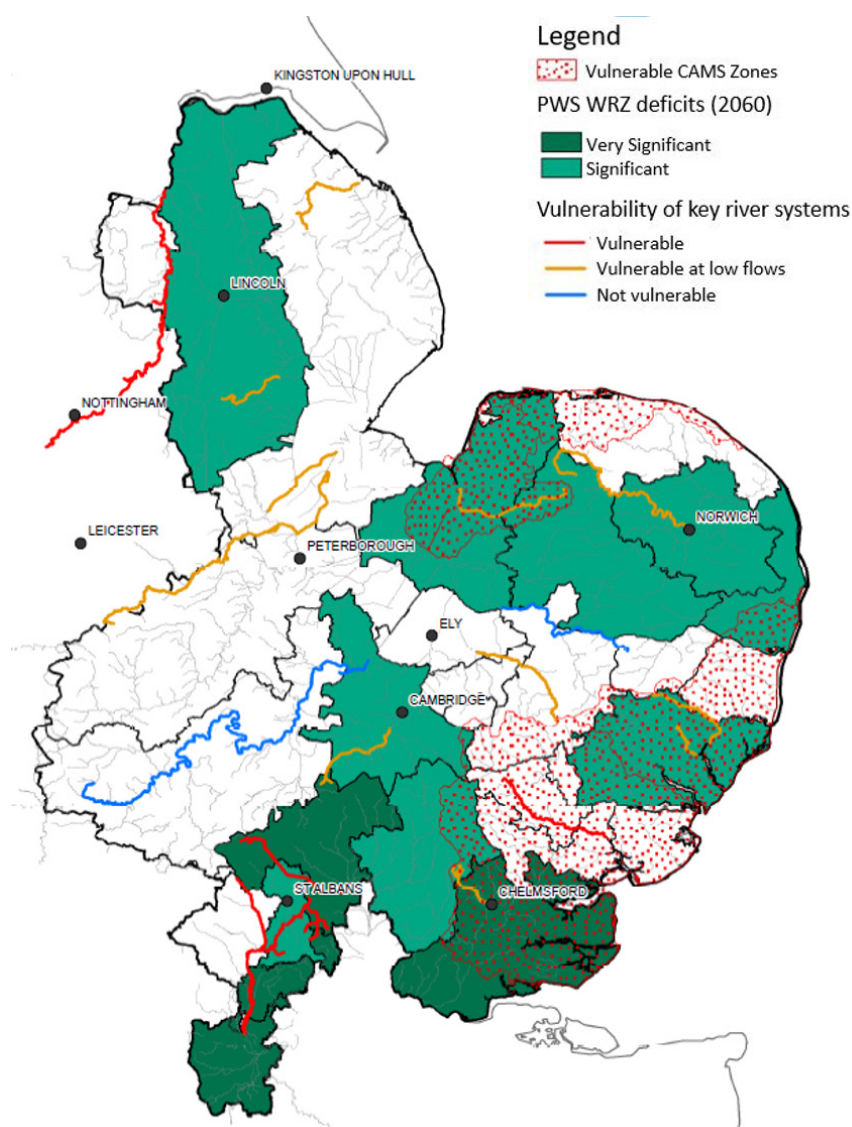 Legend
Vulnerable CAMS Zones
PWS WRZ deficits (2060)
Very Significant
Significant
Vulnerability of key river systems
Vulnerable
Vulnerable at low flows
Not vulnerable
KINGSTON UPON HULL
LINCOLN
NOTTINGHAM
LEICESTER
PETERBOROUGH
NORWICH
ELY
CAMBRIDGE
ST ALBANS
CHELMSFORD